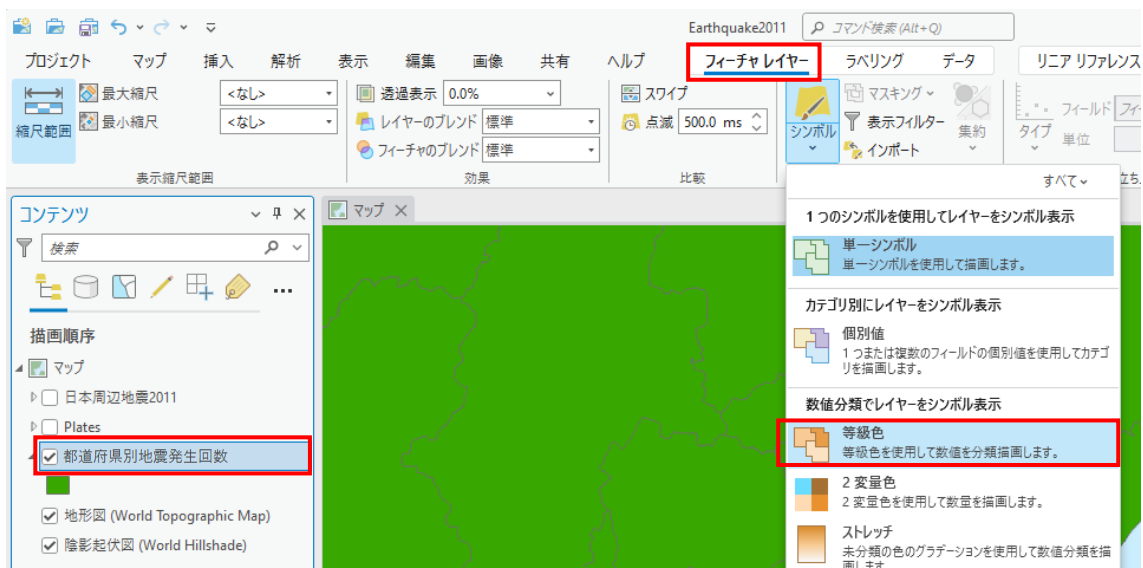 Earthquake2011 コマンド検索 (Alt+Q)
プロジェクト マップ 挿入 解析 表示 編集 画像 共有 ヘルプ フィーチャ レイヤー ラベリング データ リニア リファレンス
縮尺範囲
最大縮尺 <なし>
最小縮尺 <なし>
表示縮尺範囲
透過表示 0.0%
レイヤーのブレンド 標準
フィーチャのブレンド 標準
効果
スワイプ
点滅 500.0 ms
比較
シンボル
マスキング
表示フィルター
インポート
集約
タイプ
フィールド
単位
立ち
コンテンツ
検索
描画順序
マップ
日本周辺地震2011
Plates
都道府県別地震発生回数
地形図 (World Topographic Map)
陰影起伏図 (World Hillshade)
マップ
すべて
1 つのシンボルを使用してレイヤーをシンボル表示
単一シンボル
単一シンボルを使用して描画します。
カテゴリ別にレイヤーをシンボル表示
個別値
1 つまたは複数のフィールドの個別値を使用してカテゴ
リを描画します。
数値分類でレイヤーをシンボル表示
等級色
等級色を使用して数値を分類描画します。
2 変量色
2 変量色を使用して数量を描画します。
ストレッチ
未分類の色のグラデーションを使用して数値分類を描
画します。